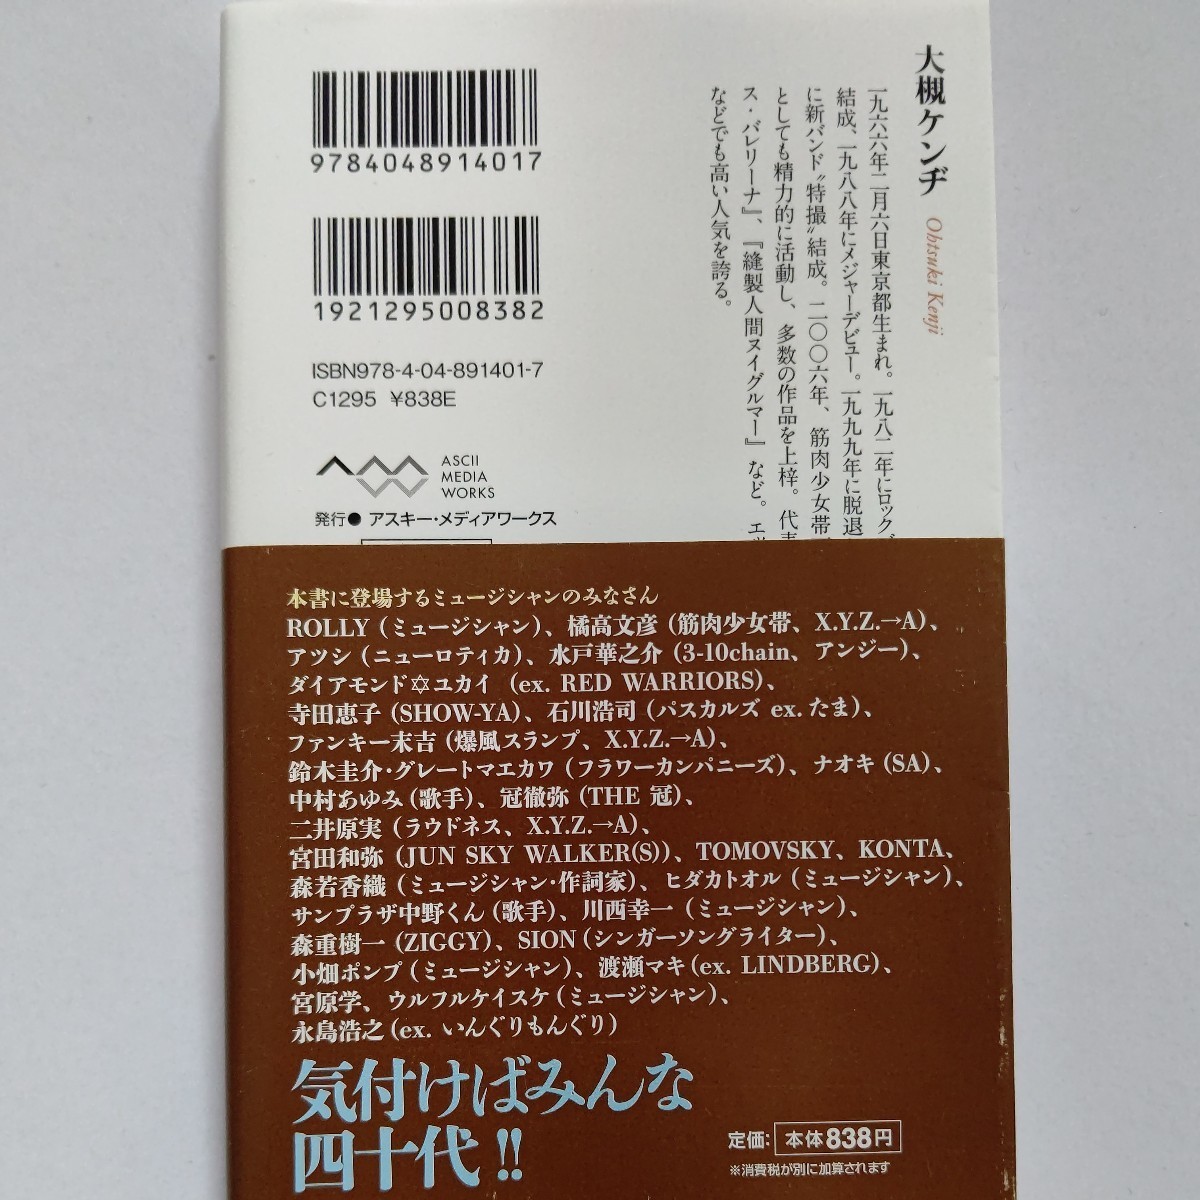 大槻ケンヂ
Ohtsuki Kenji
一九六六年二月六日東京都生まれ。一九八二年にロック
結成、一九八八年にメジャーデビュー。一九九九年に脱退
に新バンド“特撮”結成。二〇〇六年、筋肉少女帯
としても精力的に活動し、多数の作品を上梓。代表
ス・バレリーナ』、『縫製人間ヌイグルマー』など。エッ
などでも高い人気を誇る。
9784048914017
1921295008382
ISBN978-4-04-891401-7
C1295 ¥838E
ASCII
MEDIA
WORKS
発行● アスキー・メディアワークス
本書に登場するミュージシャンのみなさん
ROLLY（ミュージシャン）、橘高文彦（筋肉少女帯、X.Y.Z.→A）、
アツシ（ニューロティカ）、水戸華之介（3-10chain、アンジー）、
ダイアモンド✡ユカイ（ex. RED WARRIORS）、
寺田恵子（SHOW-YA）、石川浩司（パスカルズ ex. たま）、
ファンキー末吉（爆風スランプ、X.Y.Z.→A）、
鈴木圭介・グレートマエカワ（フラワーカンパニーズ）、ナオキ（SA）、
中村あゆみ（歌手）、冠徹弥（THE 冠）、
二井原実（ラウドネス、X.Y.Z.→A）、
宮田和弥（JUN SKY WALKER(S)）、TOMOVSKY、KONTA、
森若香織（ミュージシャン・作詞家）、ヒダカトオル（ミュージシャン）、
サンプラザ中野くん（歌手）、川西幸一（ミュージシャン）、
森重樹一（ZIGGY）、SION（シンガーソングライター）、
小畑ポンプ（ミュージシャン）、渡瀬マキ（ex. LINDBERG）、
宮原学、ウルフルケイスケ（ミュージシャン）、
永島浩之（ex. いんぐりもんぐり）
気付けばみんな
四十代!!
定価：本体838円
※消費税が別に加算されます